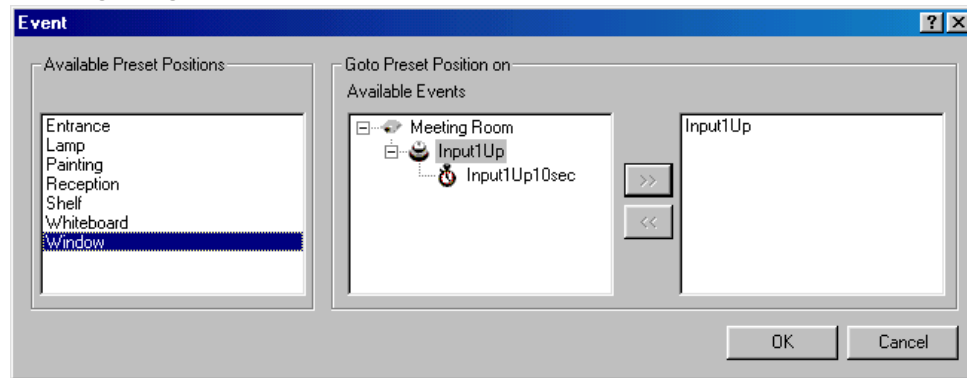 Event
Available Preset Positions
Goto Preset Position on
Available Events
Entrance
Lamp
Painting
Reception
Shelf
Whiteboard
Window
Meeting Room
Input1Up
Input1Up10sec
>>
<<
Input1Up
OK
Cancel